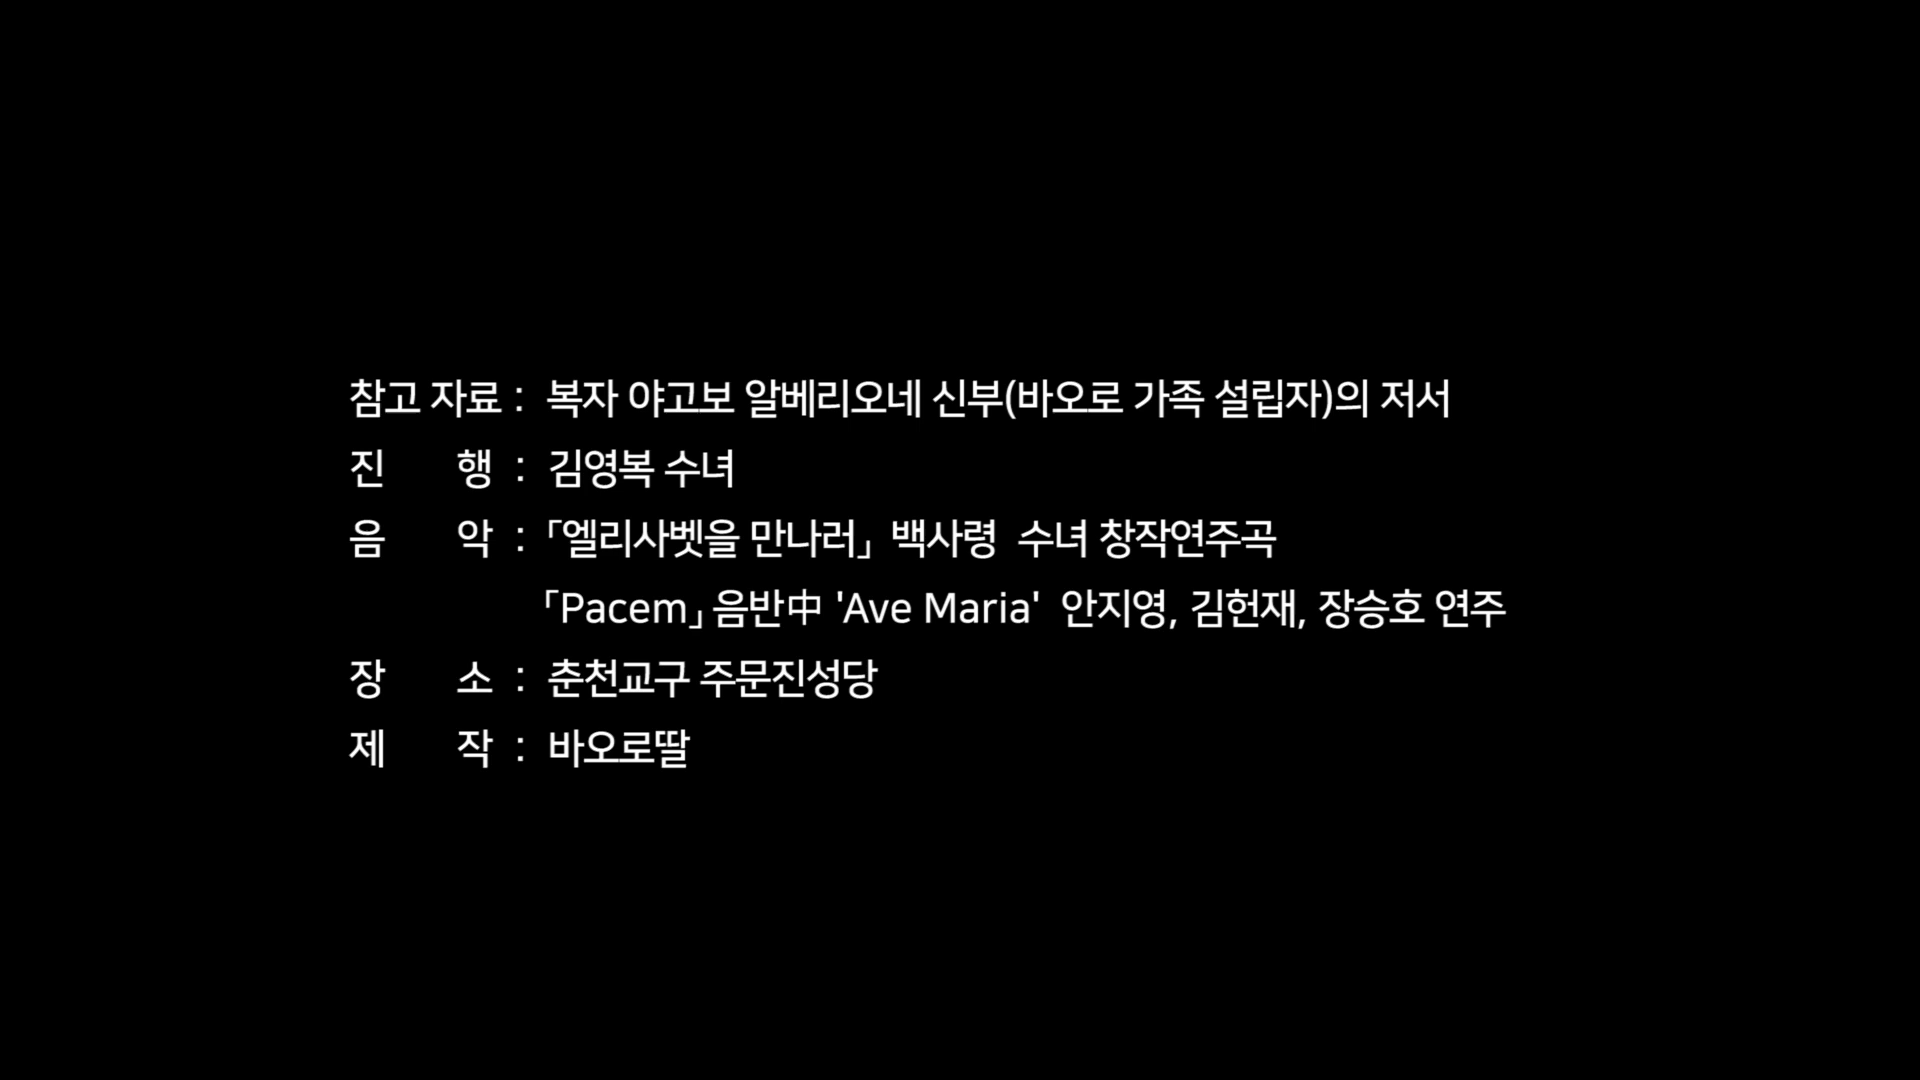 참고 자료 : 복자 야고보 알베리오네 신부(바오로 가족 설립자)의 저서
진 행 : 김영복 수녀
음 악 : 「엘리사벳을 만나러」 백사령 수녀 창작연주곡
「Pacem」 음반中 'Ave Maria' 안지영, 김헌재, 장승호 연주
장 소 : 춘천교구 주문진성당
제 작 : 바오로딸